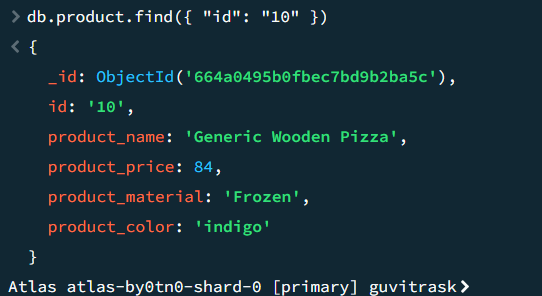 > db.product.find({ "id": "10" })
< {
_id: ObjectId('664a0495b0fbec7bd9b2ba5c'),
id: '10',
product_name: 'Generic Wooden Pizza',
product_price: 84,
product_material: 'Frozen',
product_color: 'indigo'
}
Atlas atlas-by0tn0-shard-0 [primary] guvitrask>